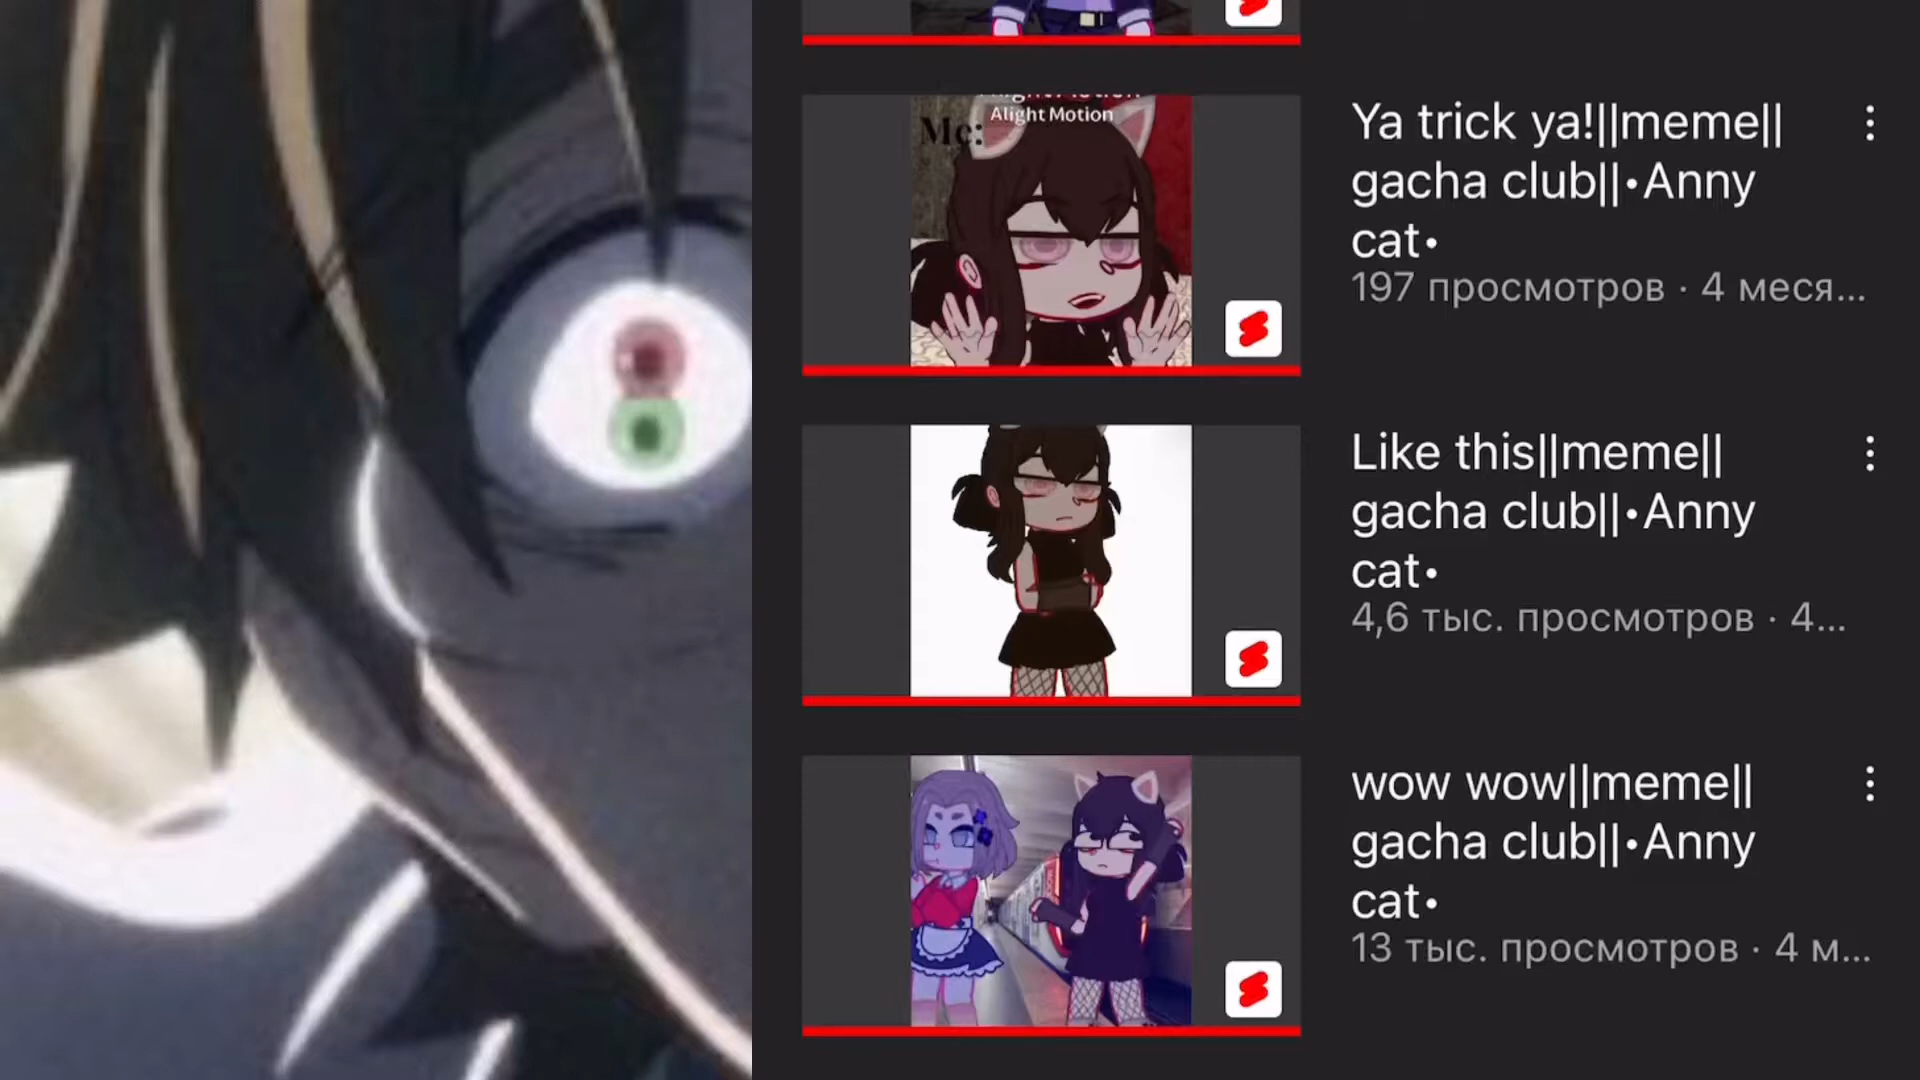 Alight Motion
Me:
Ya trick ya!||meme||
gacha club||•Anny
cat•
197 просмотров · 4 меся...
Like this||meme||
gacha club||•Anny
cat•
4,6 тыс. просмотров · 4...
wow wow||meme||
gacha club||•Anny
cat•
13 тыс. просмотров · 4 м...